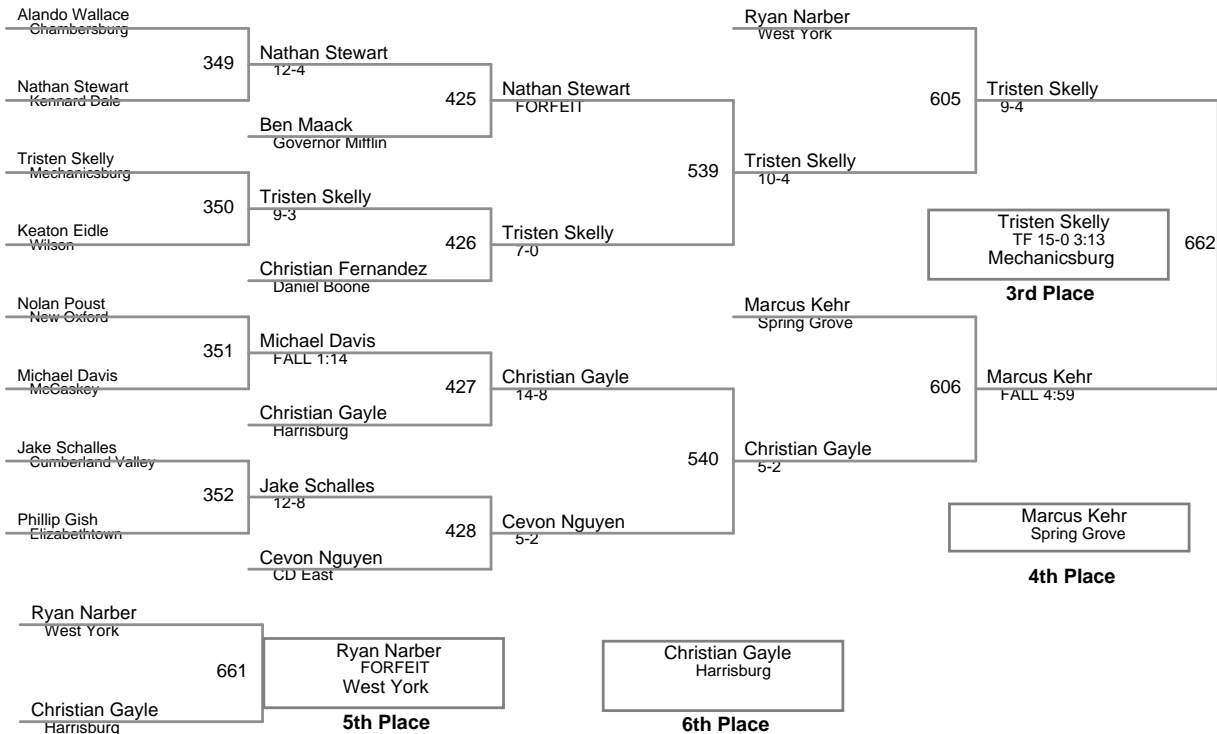 Alando Wallace
Chambersburg
349
Nathan Stewart
Kennard Dale
Nathan Stewart
12-4
425
Ben Maack
Governor Mifflin
Nathan Stewart
FORFEIT
Tristen Skelly
Mechanicsburg
350
Keaton Eidle
Wilson
Tristen Skelly
9-3
426
Christian Fernandez
Daniel Boone
Tristen Skelly
7-0
539
Nolan Poust
New Oxford
351
Michael Davis
McCaskey
Michael Davis
FALL 1:14
427
Christian Gayle
Harrisburg
Christian Gayle
14-8
Jake Schalles
Cumberland Valley
352
Phillip Gish
Elizabethtown
Jake Schalles
12-8
428
Cevon Nguyen
CD East
Cevon Nguyen
5-2
540
Ryan Narber
West York
605
Tristen Skelly
10-4
Tristen Skelly
9-4
Marcus Kehr
Spring Grove
606
Christian Gayle
5-2
Marcus Kehr
FALL 4:59
662
Tristen Skelly
TF 15-0 3:13
Mechanicsburg
3rd Place
Marcus Kehr
Spring Grove
4th Place
Ryan Narber
West York
661
Christian Gayle
Harrisburg
Ryan Narber
FORFEIT
West York
5th Place
Christian Gayle
Harrisburg
6th Place